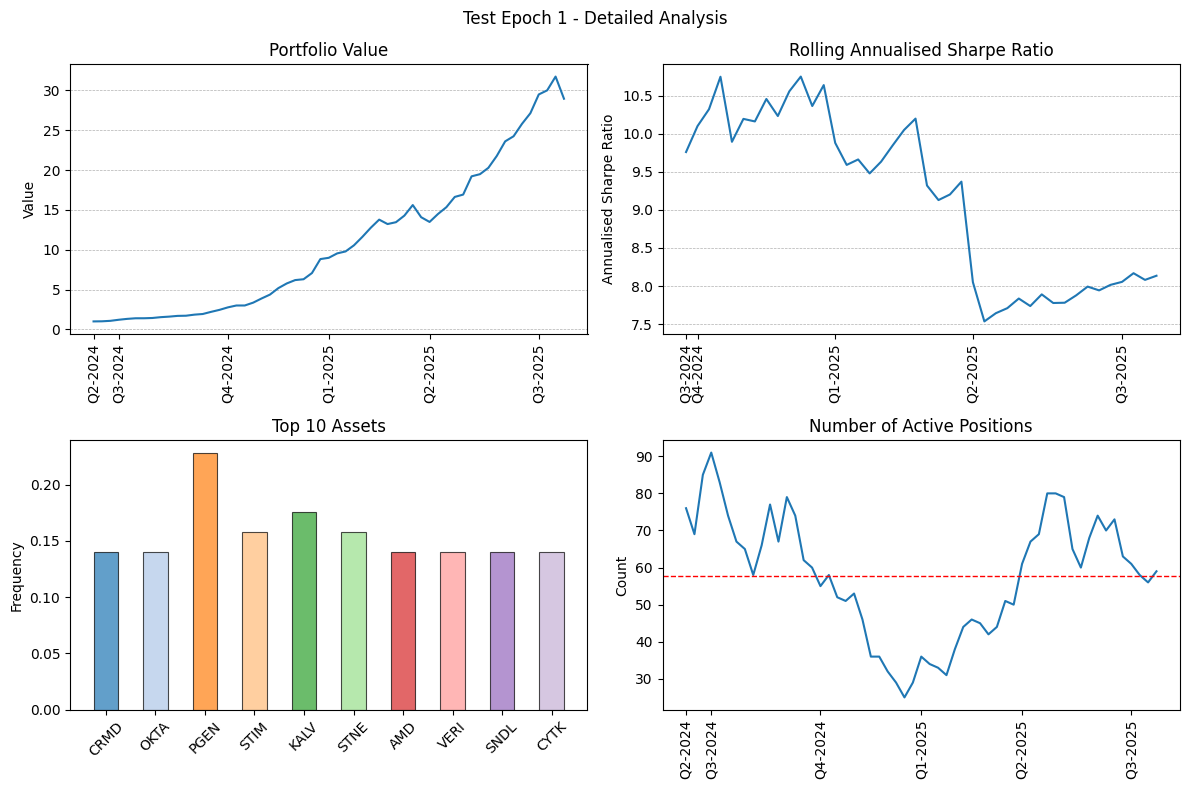 Test Epoch 1 - Detailed Analysis
Portfolio Value
Value
30
25
20
15
10
5
0
Q2-2024
Q3-2024
Q4-2024
Q1-2025
Q2-2025
Q3-2025
Rolling Annualised Sharpe Ratio
Annualised Sharpe Ratio
10.5
10.0
9.5
9.0
8.5
8.0
7.5
Q3-2024
Q4-2024
Q1-2025
Q2-2025
Q3-2025
Top 10 Assets
Frequency
0.20
0.15
0.10
0.05
0.00
CRMD
OKTA
PGEN
STIM
KALV
STNE
AMD
VERI
SNDL
CYTK
Number of Active Positions
Count
90
80
70
60
50
40
30
Q2-2024
Q3-2024
Q4-2024
Q1-2025
Q2-2025
Q3-2025